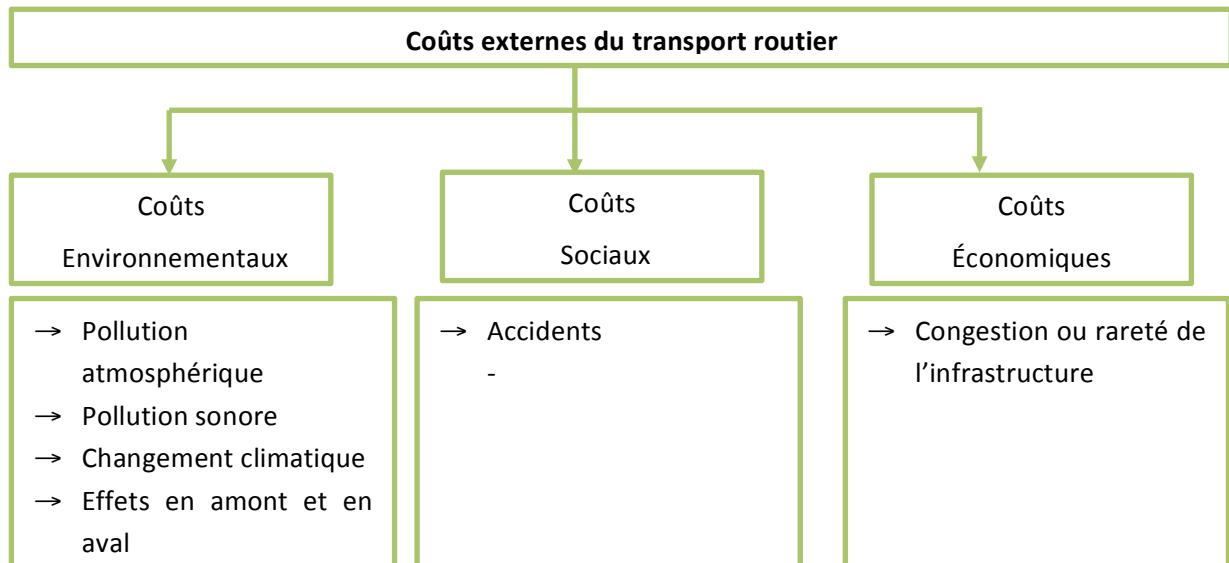 Coûts externes du transport routier
Coûts
Environnementaux
Coûts
Sociaux
Coûts
Économiques
→ Pollution
atmosphérique
→ Pollution sonore
→ Changement climatique
→ Effets en amont et en
aval
→ Accidents
-
→ Congestion ou rareté de
l’infrastructure